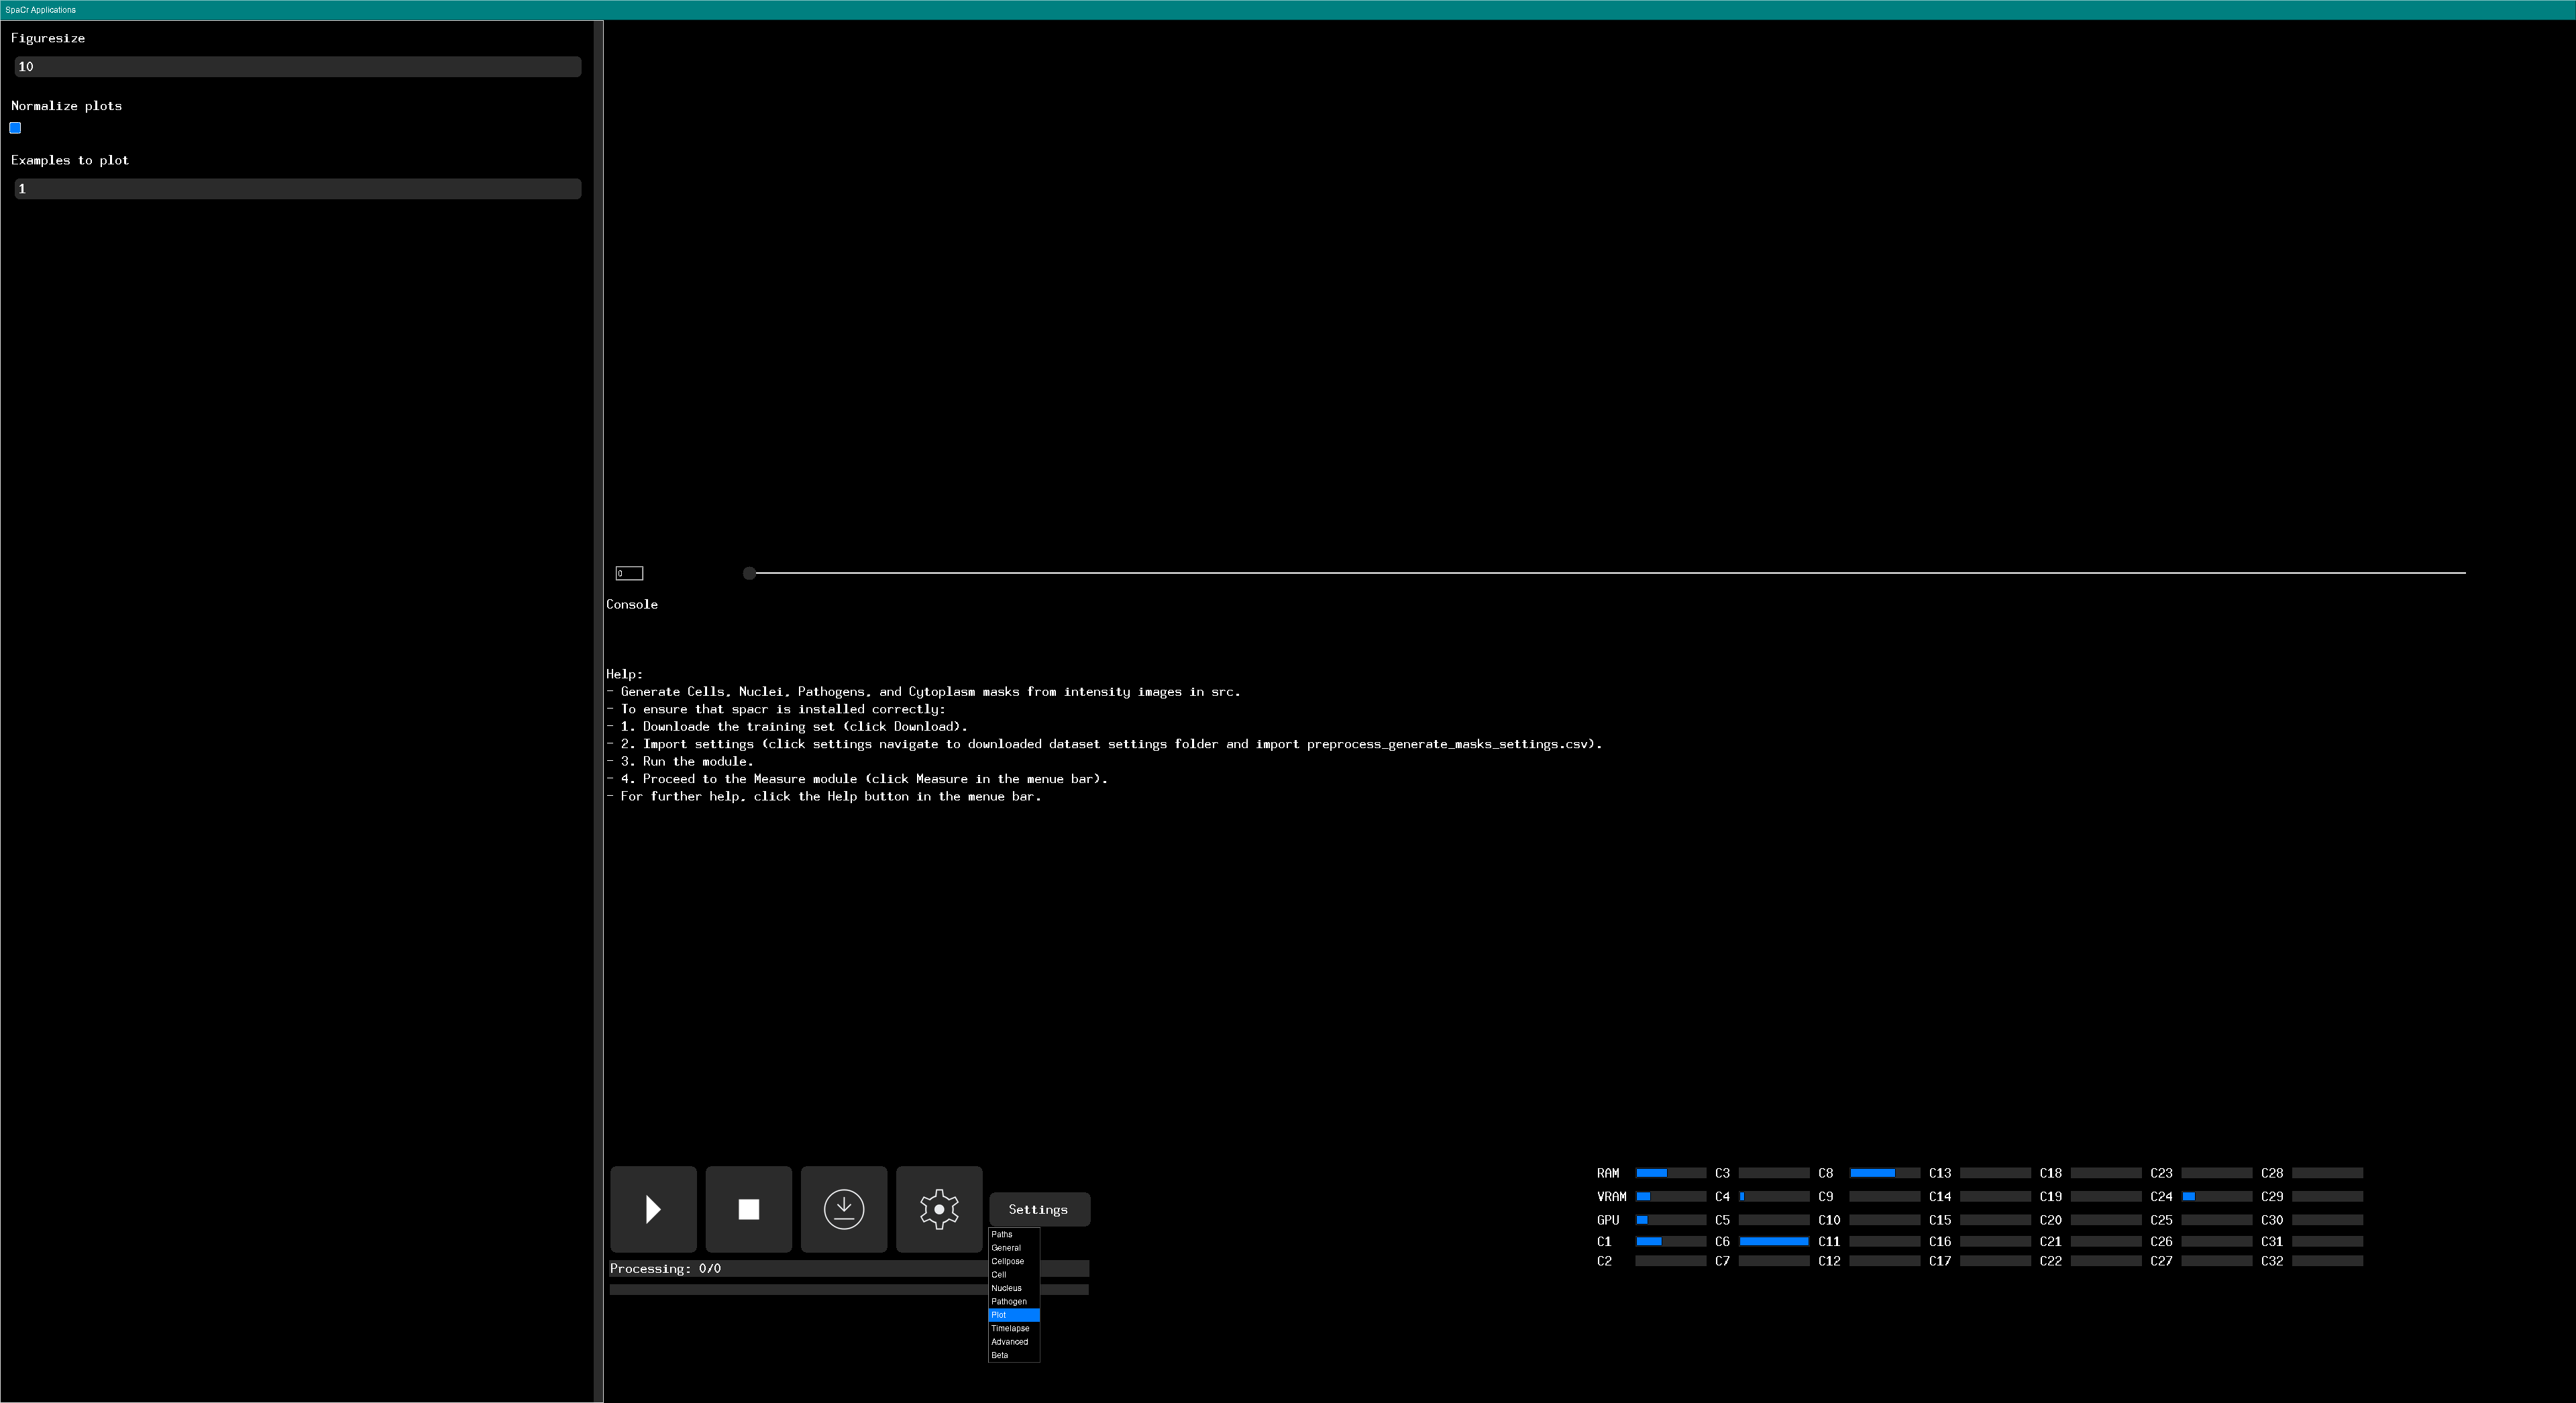 SpaCr Applications
Figuresize
10
Normalize plots
Examples to plot
1
0
Console
Help:
- Generate Cells, Nuclei, Pathogens, and Cytoplasm masks from intensity images in src.
- To ensure that spacr is installed correctly:
- 1. Downloade the training set (click Download).
- 2. Import settings (click settings navigate to downloaded dataset settings folder and import preprocess_generate_masks_settings.csv).
- 3. Run the module.
- 4. Proceed to the Measure module (click Measure in the menue bar).
- For further help, click the Help button in the menue bar.
Settings
Paths
General
Cellpose
Cell
Nucleus
Pathogen
Plot
Timelapse
Advanced
Beta
Processing: 0/0
RAM C3 C8 C13 C18 C23 C28
VRAM C4 C9 C14 C19 C24 C29
GPU C5 C10 C15 C20 C25 C30
C1 C6 C11 C16 C21 C26 C31
C2 C7 C12 C17 C22 C27 C32